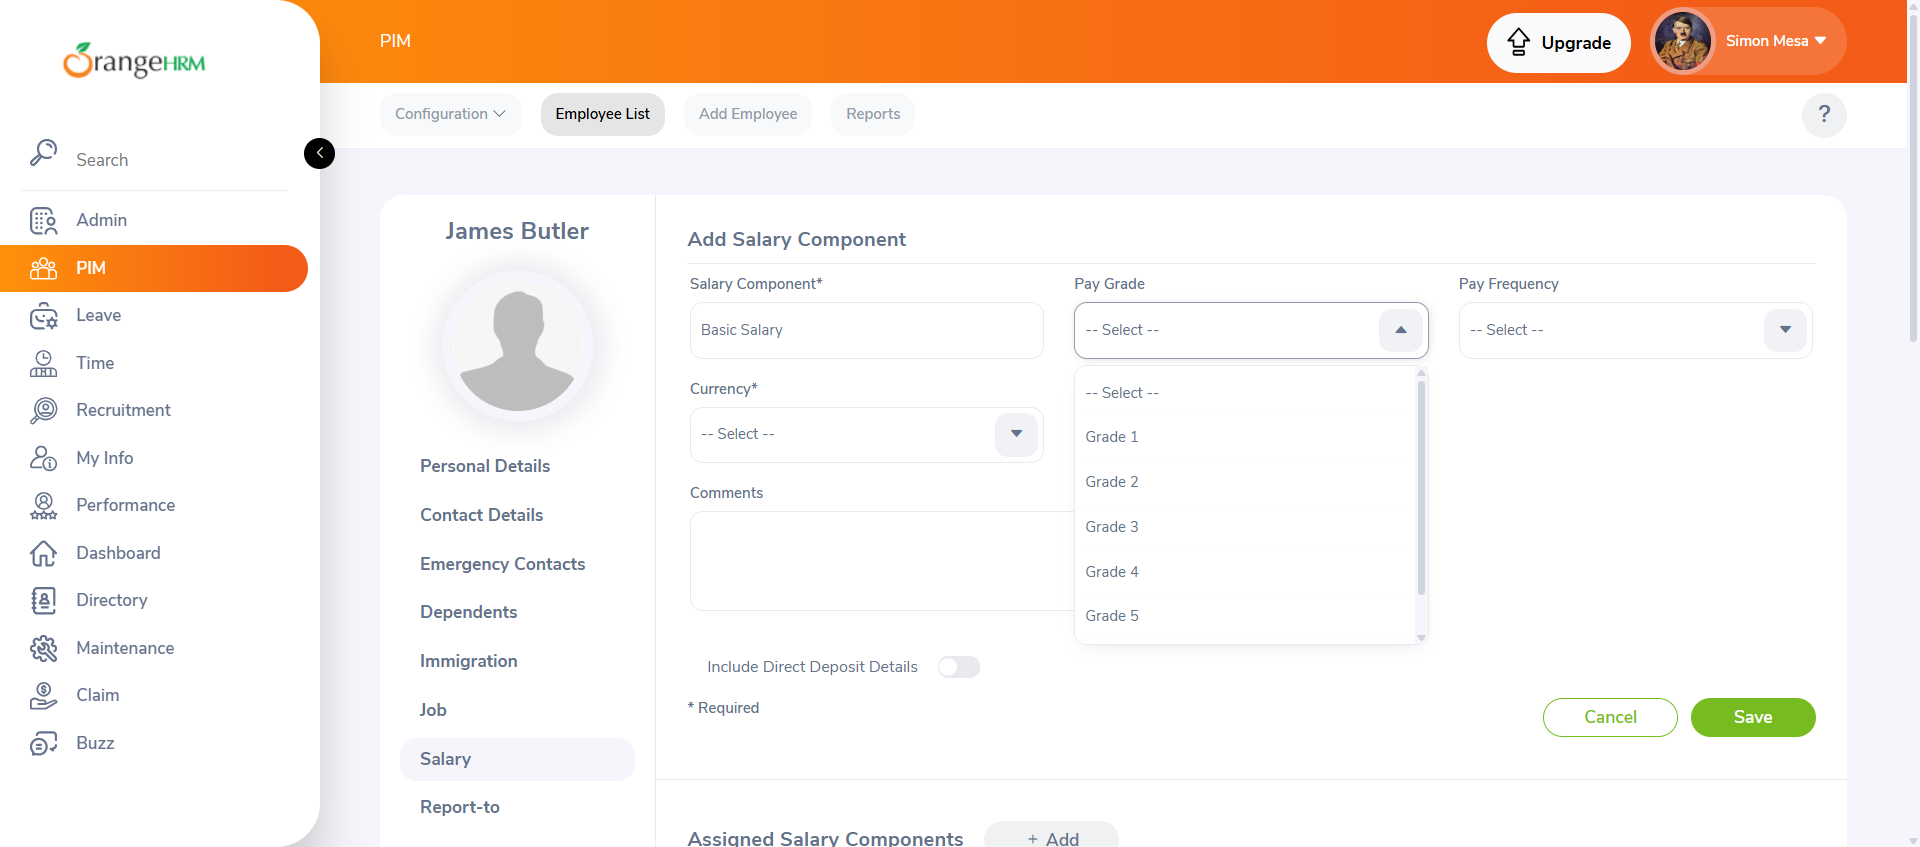 OrangeHRM
PIM
Upgrade
Simon Mesa
Configuration
Employee List
Add Employee
Reports
?
Search
Admin
PIM
Leave
Time
Recruitment
My Info
Performance
Dashboard
Directory
Maintenance
Claim
Buzz
James Butler
Personal Details
Contact Details
Emergency Contacts
Dependents
Immigration
Job
Salary
Report-to
Add Salary Component
Salary Component*
Basic Salary
Pay Grade
-- Select --
Pay Frequency
-- Select --
Currency*
-- Select --
-- Select --
Grade 1
Grade 2
Grade 3
Grade 4
Grade 5
Comments
Include Direct Deposit Details
* Required
Cancel
Save
Assigned Salary Components
+ Add